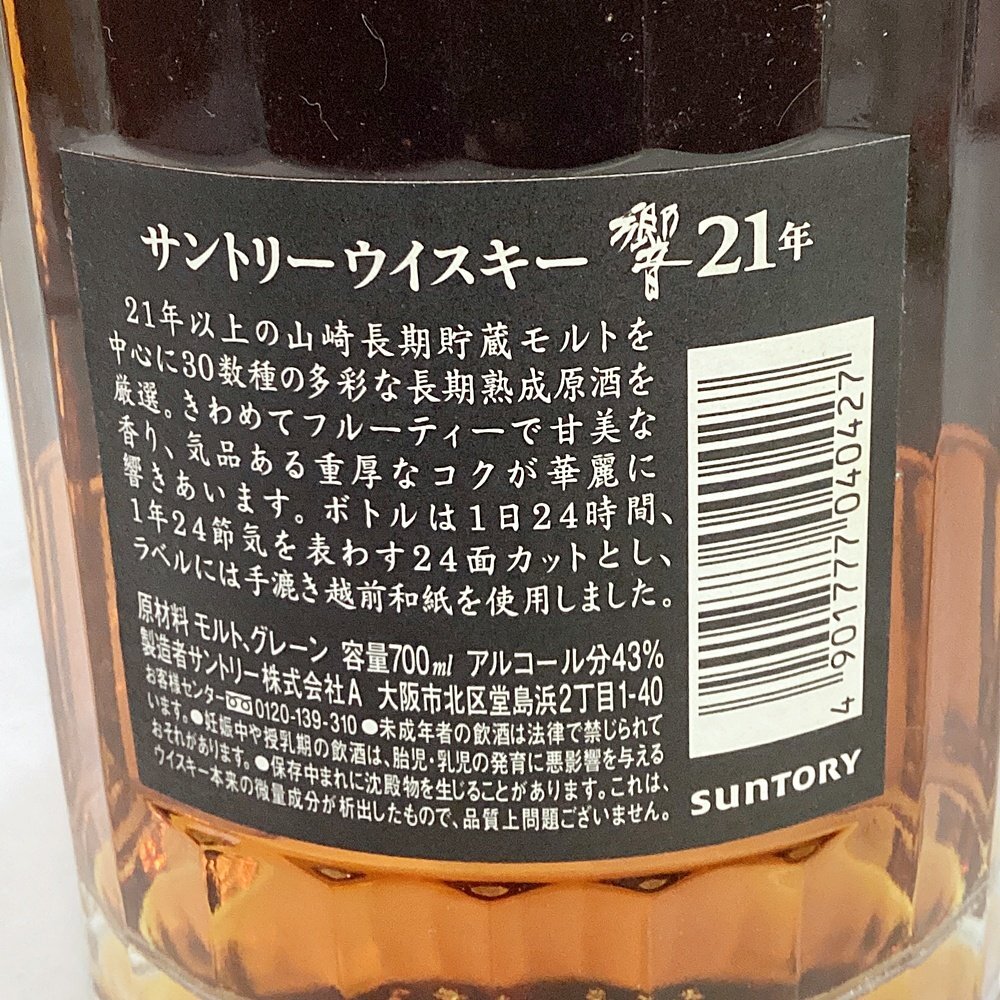 サントリーウイスキー 響 21年
21年以上の山崎長期貯蔵モルトを
中心に30数種の多彩な長期熟成原酒を
厳選。きわめてフルーティーで甘美な
香り、気品ある重厚なコクが華麗に
響きあいます。ボトルは1日24時間、
1年24節気を表わす24面カットとし、
ラベルには手漉き越前和紙を使用しました。
原材料 モルト、グレーン 容量700ml アルコール分43%
製造者サントリー株式会社A 大阪市北区堂島浜2丁目1-40
お客様センター 0120-139-310 ●未成年者の飲酒は法律で禁じられて
います。●妊娠中や授乳期の飲酒は、胎児・乳児の発育に悪影響を与える
おそれがあります。●保存中まれに沈殿物を生じることがあります。これは、
ウイスキー本来の微量成分が析出したもので、品質上問題ございません。
4 901777 040427
SUNTORY